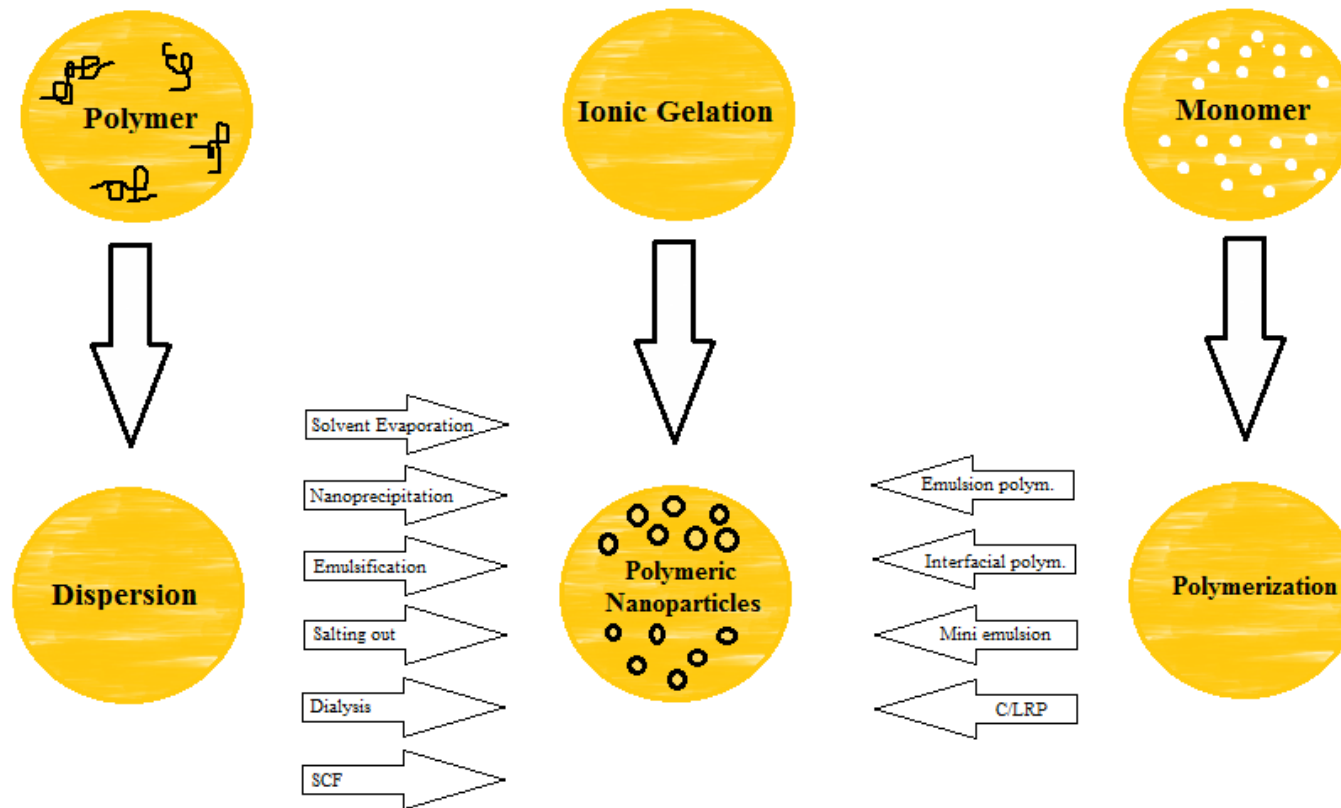 Polymer
Ionic Gelation
Monomer
Solvent Evaporation
Nanoprecipitation
Emulsification
Salting out
Dialysis
SCF
Dispersion
Polymeric
Nanoparticles
Emulsion polym.
Interfacial polym.
Mini emulsion
C/LRP
Polymerization